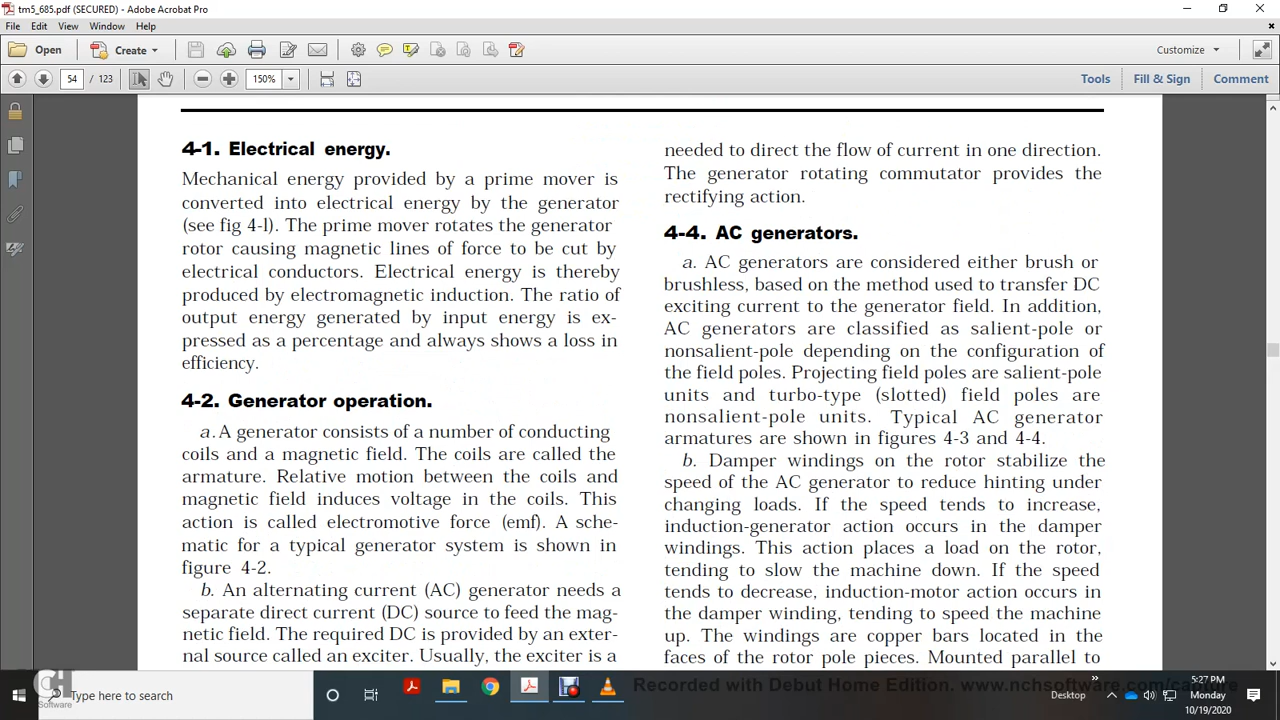 tm5_685.pdf (SECURED) - Adobe Acrobat Pro
File Edit View Window Help
Open Create Customize
54 / 123 150% Tools Fill & Sign Comment
4-1. Electrical energy.
Mechanical energy provided by a prime mover is
converted into electrical energy by the generator
(see fig 4-l). The prime mover rotates the generator
rotor causing magnetic lines of force to be cut by
electrical conductors. Electrical energy is thereby
produced by electromagnetic induction. The ratio of
output energy generated by input energy is ex-
pressed as a percentage and always shows a loss in
efficiency.
4-2. Generator operation.
a. A generator consists of a number of conducting
coils and a magnetic field. The coils are called the
armature. Relative motion between the coils and
magnetic field induces voltage in the coils. This
action is called electromotive force (emf). A sche-
matic for a typical generator system is shown in
figure 4-2.
b. An alternating current (AC) generator needs a
separate direct current (DC) source to feed the mag-
netic field. The required DC is provided by an exter-
nal source called an exciter. Usually, the exciter is a
needed to direct the flow of current in one direction.
The generator rotating commutator provides the
rectifying action.
4-4. AC generators.
a. AC generators are considered either brush or
brushless, based on the method used to transfer DC
exciting current to the generator field. In addition,
AC generators are classified as salient-pole or
nonsalient-pole depending on the configuration of
the field poles. Projecting field poles are salient-pole
units and turbo-type (slotted) field poles are
nonsalient-pole units. Typical AC generator
armatures are shown in figures 4-3 and 4-4.
b. Damper windings on the rotor stabilize the
speed of the AC generator to reduce hinting under
changing loads. If the speed tends to increase,
induction-generator action occurs in the damper
windings. This action places a load on the rotor,
tending to slow the machine down. If the speed
tends to decrease, induction-motor action occurs in
the damper winding, tending to speed the machine
up. The windings are copper bars located in the
faces of the rotor pole pieces. Mounted parallel to
Recorded with Debut Home Edition. www.nchsoftware.com/capture
CH Software
Type here to search
Desktop
5:27 PM
Monday
10/19/2020